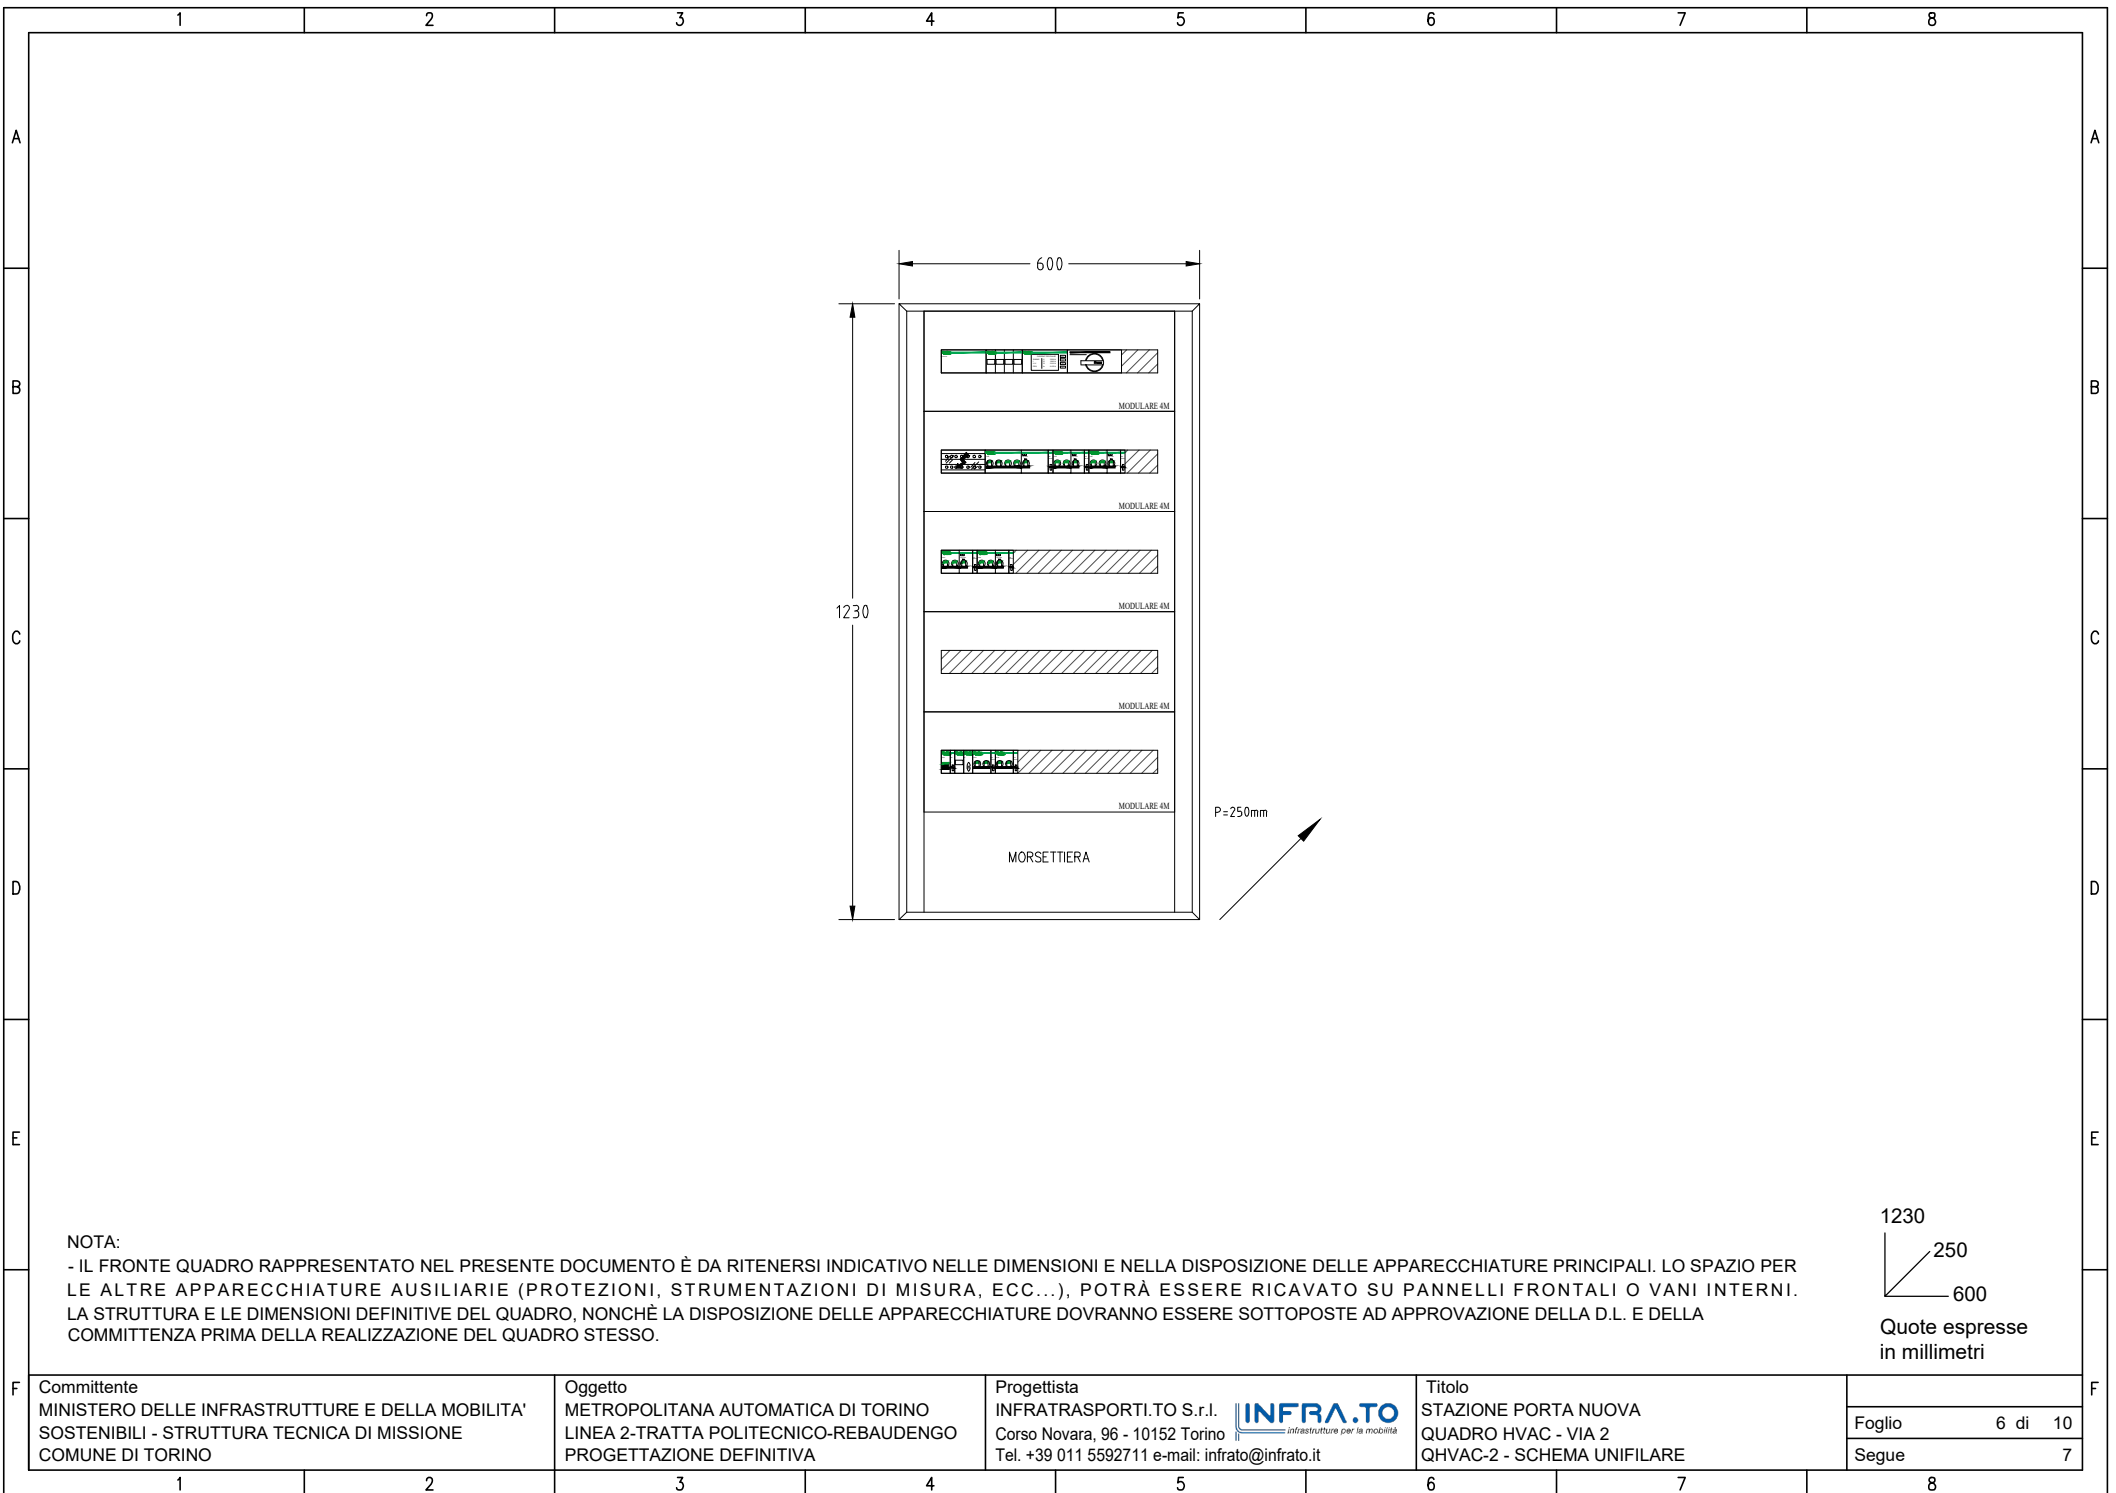 1 2 3 4 5 6 7 8
A A
B B
C C
D D
E E
F F
600
1230
MODULARE 4M
MODULARE 4M
MODULARE 4M
MODULARE 4M
MODULARE 4M
MORSETTIERA
P=250mm
NOTA:
- IL FRONTE QUADRO RAPPRESENTATO NEL PRESENTE DOCUMENTO È DA RITENERSI INDICATIVO NELLE DIMENSIONI E NELLA DISPOSIZIONE DELLE APPARECCHIATURE PRINCIPALI. LO SPAZIO PER
LE ALTRE APPARECCHIATURE AUSILIARIE (PROTEZIONI, STRUMENTAZIONI DI MISURA, ECC...), POTRÀ ESSERE RICAVATO SU PANNELLI FRONTALI O VANI INTERNI.
LA STRUTTURA E LE DIMENSIONI DEFINITIVE DEL QUADRO, NONCHÈ LA DISPOSIZIONE DELLE APPARECCHIATURE DOVRANNO ESSERE SOTTOPOSTE AD APPROVAZIONE DELLA D.L. E DELLA
COMMITTENZA PRIMA DELLA REALIZZAZIONE DEL QUADRO STESSO.
1230
250
600
Quote espresse
in millimetri
Committente
MINISTERO DELLE INFRASTRUTTURE E DELLA MOBILITA'
SOSTENIBILI - STRUTTURA TECNICA DI MISSIONE
COMUNE DI TORINO
Oggetto
METROPOLITANA AUTOMATICA DI TORINO
LINEA 2-TRATTA POLITECNICO-REBAUDENGO
PROGETTAZIONE DEFINITIVA
Progettista
INFRATRASPORTI.TO S.r.l.
Corso Novara, 96 - 10152 Torino
Tel. +39 011 5592711 e-mail: infrato@infrato.it
INFRA.TO
infrastrutture per la mobilità
Titolo
STAZIONE PORTA NUOVA
QUADRO HVAC - VIA 2
QHVAC-2 - SCHEMA UNIFILARE
Foglio 6 di 10
Segue 7
1 2 3 4 5 6 7 8